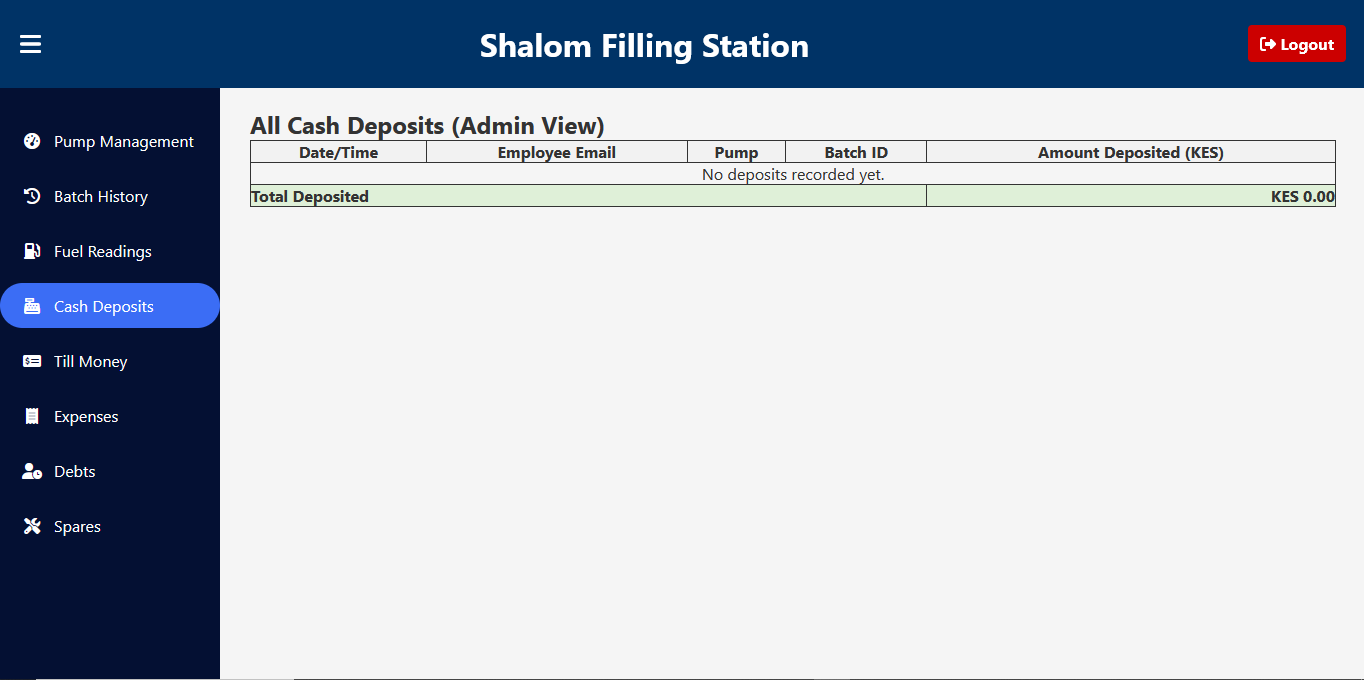 Shalom Filling Station
Logout
Pump Management
Batch History
Fuel Readings
Cash Deposits
Till Money
Expenses
Debts
Spares
All Cash Deposits (Admin View)
Date/Time Employee Email Pump Batch ID Amount Deposited (KES)
No deposits recorded yet.
Total Deposited KES 0.00